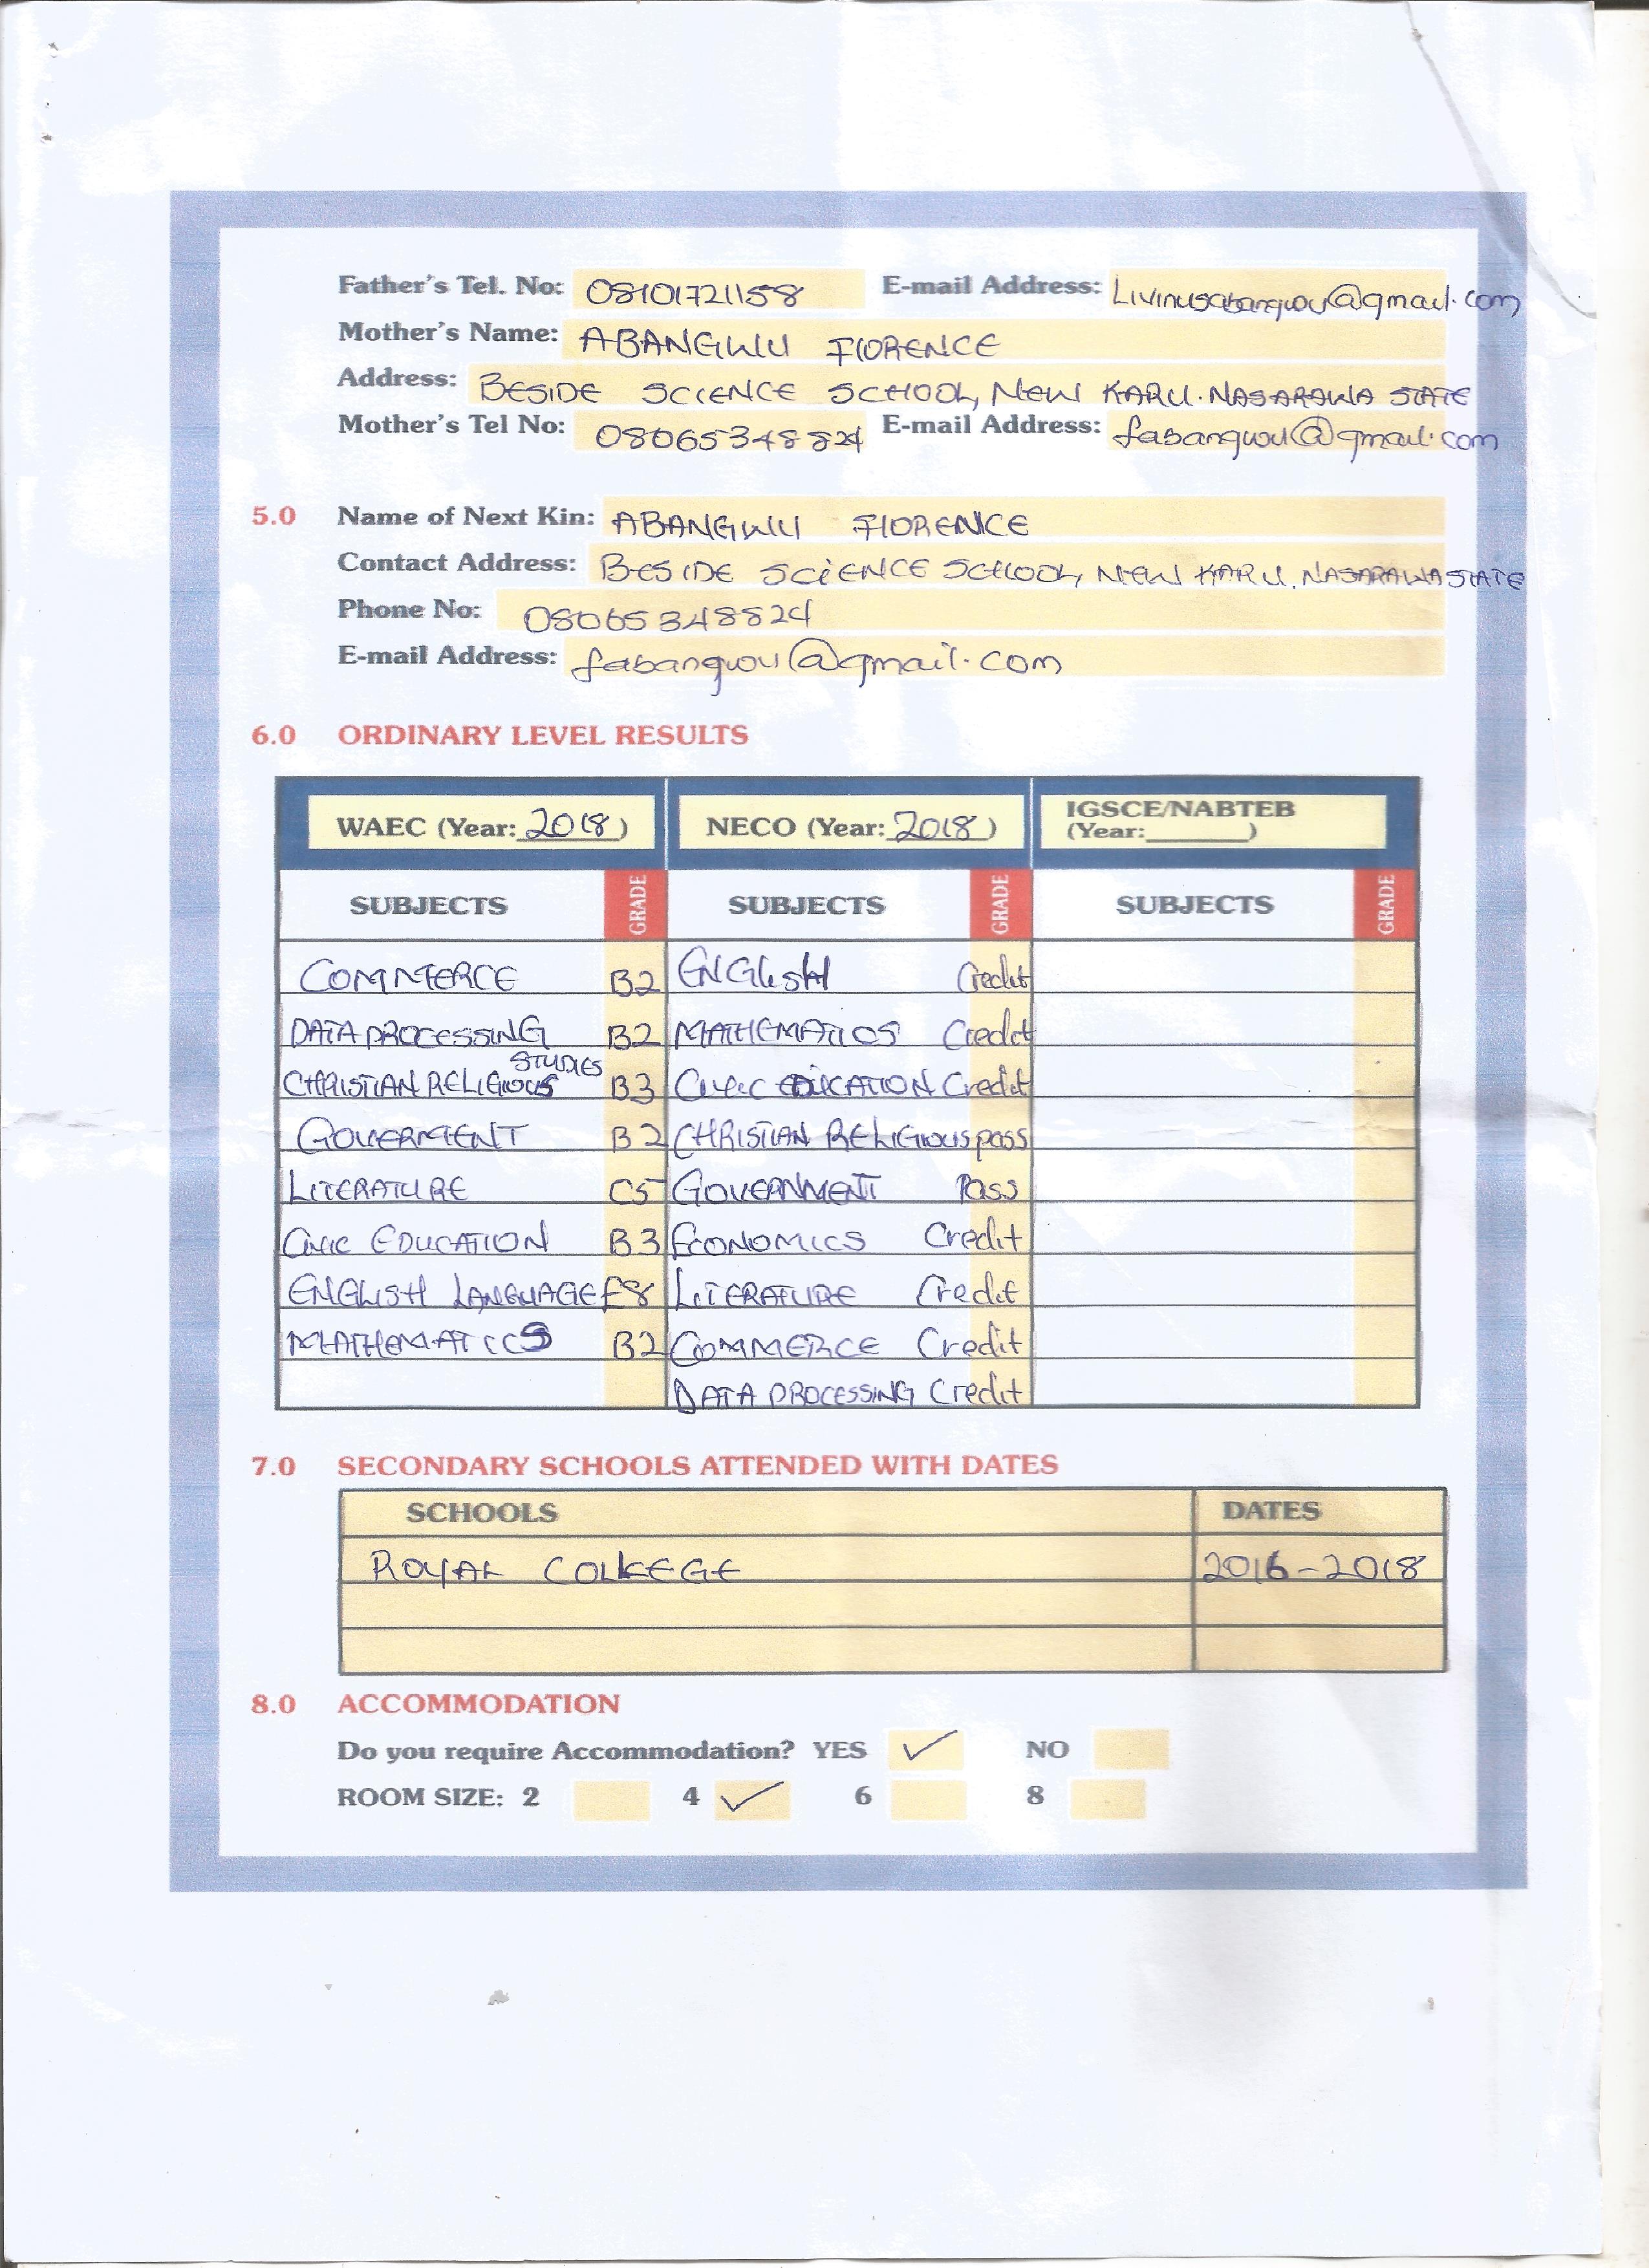 Father's Tel. No: 08101721158 E-mail Address: Livinusabangwu@gmail.com
Mother's Name: ABANGWU FLORENCE
Address: BESIDE SCIENCE SCHOOL, NEW KARU. NASARAWA STATE
Mother's Tel No: 08065348824 E-mail Address: fabangwu@gmail.com
5.0 Name of Next Kin: ABANGWU FLORENCE
Contact Address: BESIDE SCIENCE SCHOOL, NEW KARU. NASARAWA STATE
Phone No: 08065348824
E-mail Address: fabangwu@gmail.com
6.0 ORDINARY LEVEL RESULTS
WAEC (Year: 2018) NECO (Year: 2018) IGSCE/NABTEB
(Year:______)
SUBJECTS GRADE SUBJECTS GRADE SUBJECTS GRADE
COMMERCE B2 ENGLISH Credit
DATA PROCESSING B2 MATHEMATICS Credit
CHRISTIAN RELIGIOUS STUDIES B3 Civic EDUCATION Credit
GOVERMENT B2 CHRISTIAN RELIGIOUS pass
LITERATURE C5 GOVERNMENT Pass
Civic EDUCATION B3 ECONOMICS Credit
ENGLISH LANGUAGE F8 LITERATURE Credit
MATHEMATICS B2 COMMERCE Credit
DATA PROCESSING Credit
7.0 SECONDARY SCHOOLS ATTENDED WITH DATES
SCHOOLS DATES
ROYAL COLLEGE 2016-2018
8.0 ACCOMMODATION
Do you require Accommodation? YES ✓ NO
ROOM SIZE: 2 4 ✓ 6 8